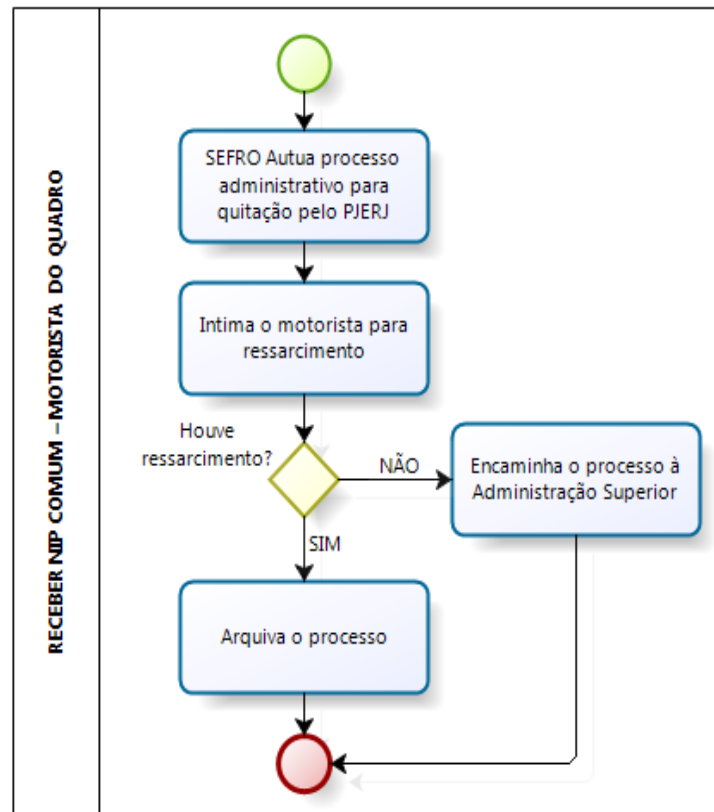 RECEBER NIP COMUM – MOTORISTA DO QUADRO
SEFRO Autua processo
administrativo para
quitação pelo PJERJ
Intima o motorista para
ressarcimento
Houve
ressarcimento?
NÃO
Encaminha o processo à
Administração Superior
SIM
Arquiva o processo